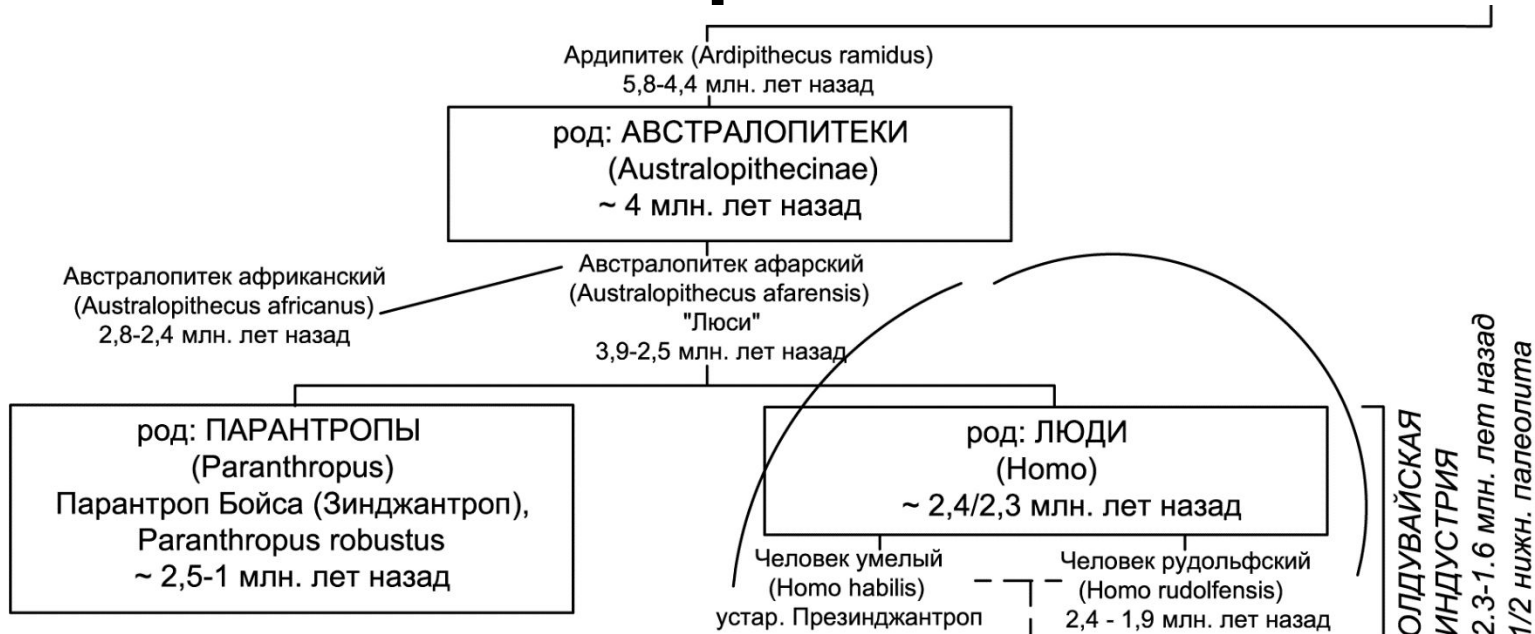 Ардипитек (Ardipithecus ramidus)
5,8-4,4 млн. лет назад
род: АВСТРАЛОПИТЕКИ
(Australopithecinae)
~ 4 млн. лет назад
Австралопитек африканский
(Australopithecus africanus)
2,8-2,4 млн. лет назад
Австралопитек афарский
(Australopithecus afarensis)
"Люси"
3,9-2,5 млн. лет назад
род: ПАРАНТРОПЫ
(Paranthropus)
Парантроп Бойса (Зинджантроп),
Paranthropus robustus
~ 2,5-1 млн. лет назад
род: ЛЮДИ
(Homo)
~ 2,4/2,3 млн. лет назад
Человек умелый
(Homo habilis)
устар. Презинджантроп
Человек рудольфский
(Homo rudolfensis)
2,4 - 1,9 млн. лет назад
ОЛДУВАЙСКАЯ
ИНДУСТРИЯ
2.3-1.6 млн. лет назад
1/2 нижн. палеолита